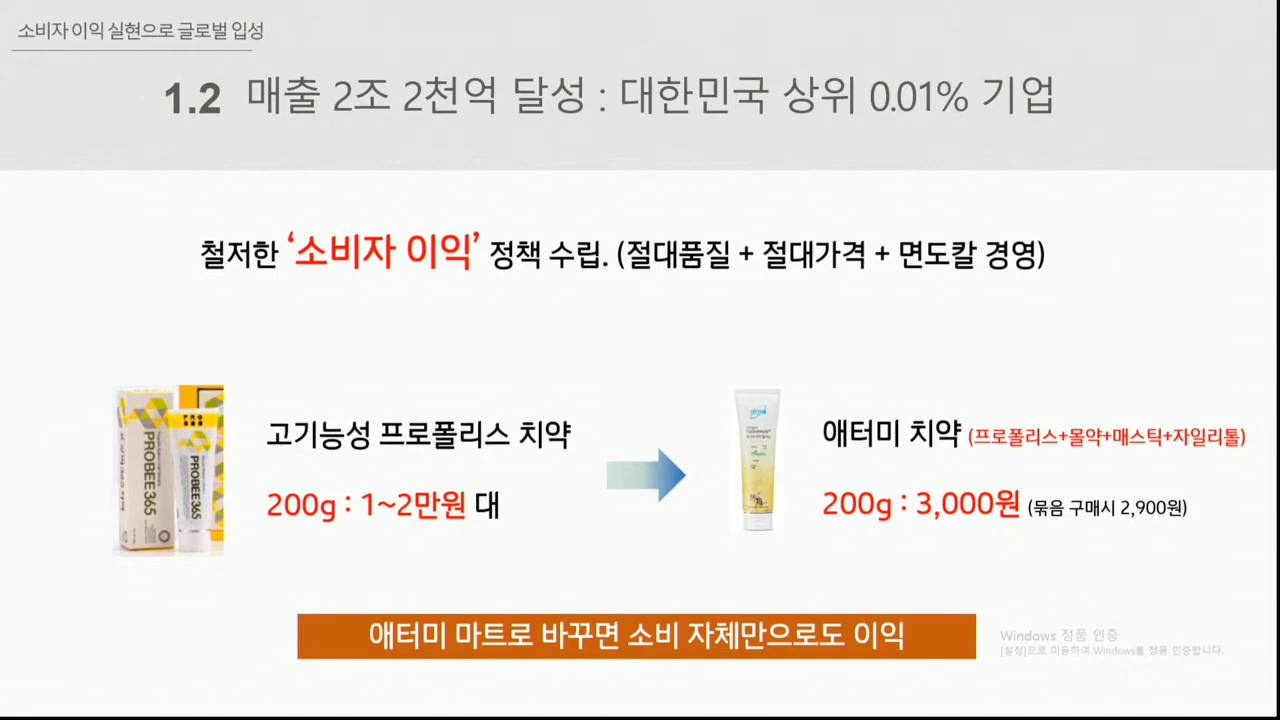 소비자 이익 실현으로 글로벌 입성
1.2 매출 2조 2천억 달성 : 대한민국 상위 0.01% 기업
철저한 ‘소비자 이익’ 정책 수립. (절대품질 + 절대가격 + 면도칼 경영)
PROBEE365
PROBEE365
고기능성 프로폴리스 치약
200g : 1~2만원 대
atomy
애터미 치약 (프로폴리스+몰약+매스틱+자일리톨)
200g : 3,000원 (묶음 구매시 2,900원)
애터미 마트로 바꾸면 소비 자체만으로도 이익
Windows 정품 인증
[설정]으로 이동하여 Windows를 정품 인증합니다.